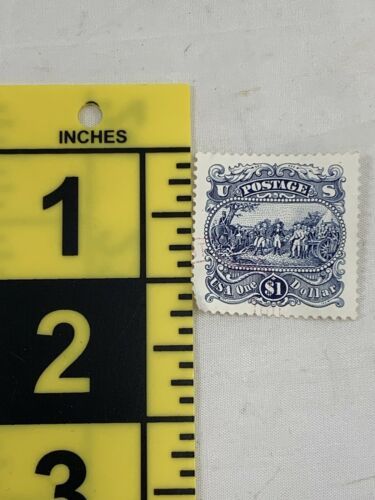 INCHES
1
2
3
U POSTAGE S
USA One $1 Dollar